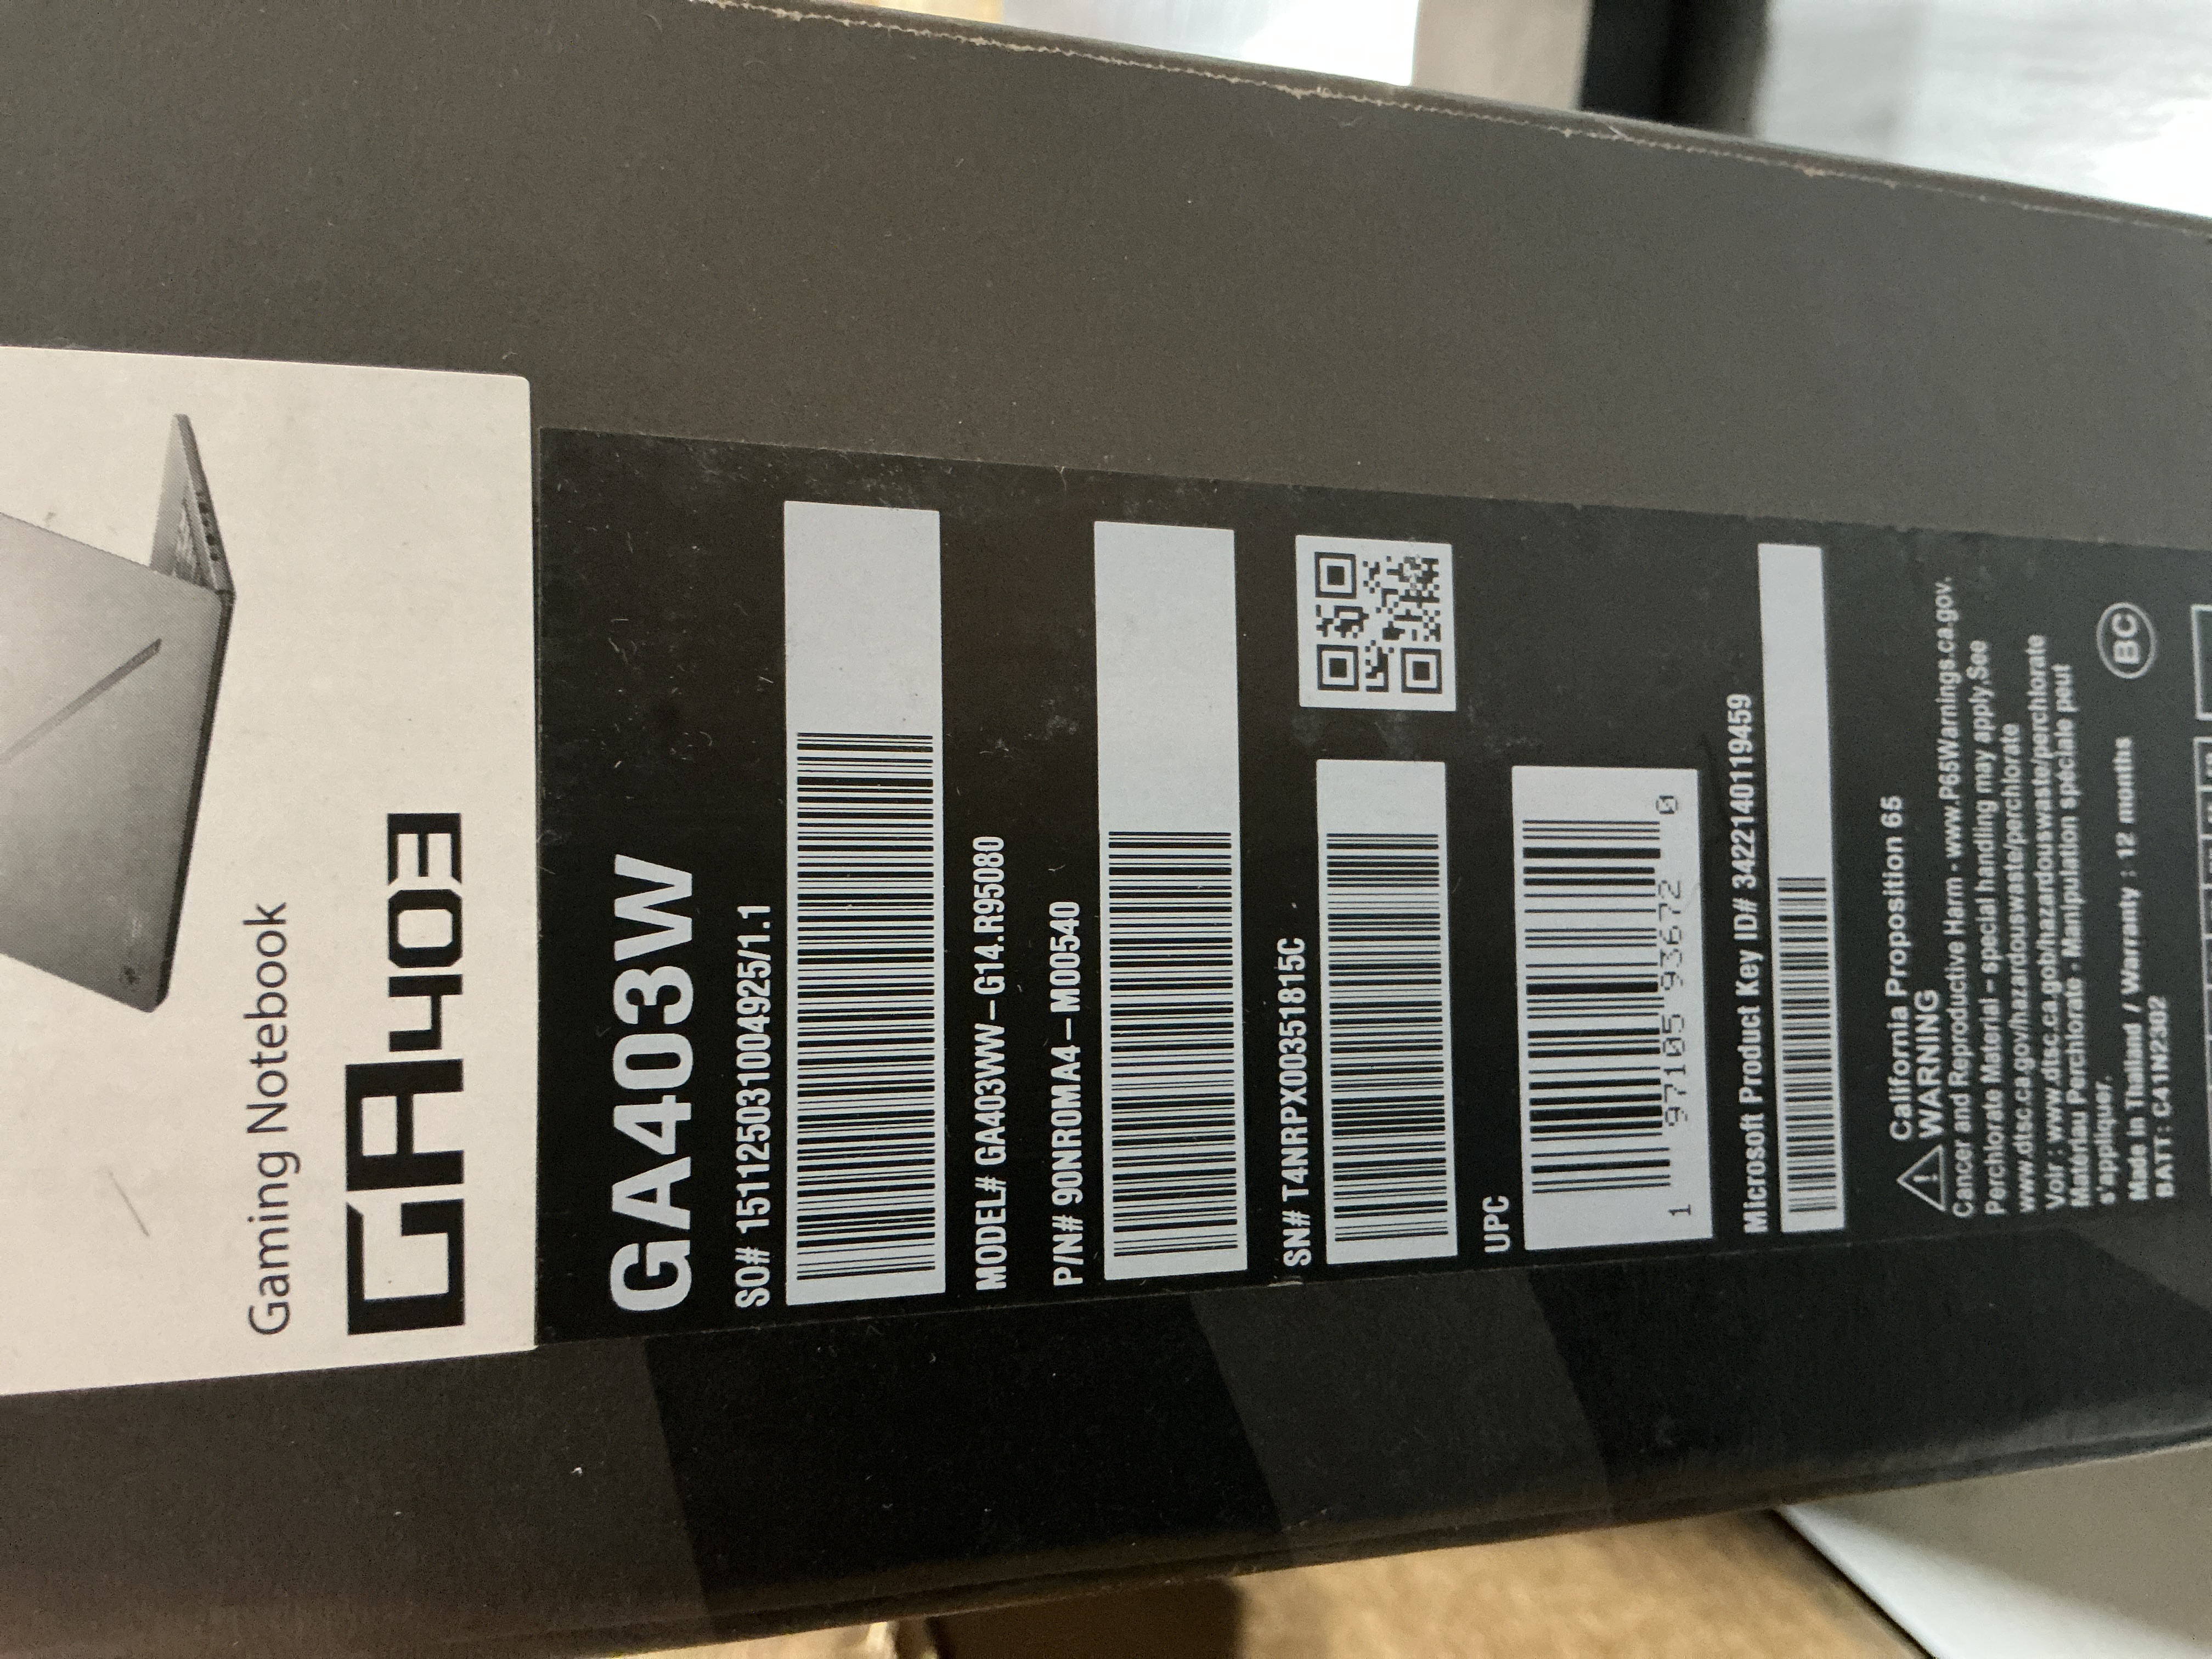 Gaming Notebook
GA403
GA403W
SO# 151125031004925/1.1
MODEL# GA403WW-G14.R95080
P/N# 90NR0MA4-M00540
SN# T4NRPX00351815C
UPC
1 97105 93672 0
Microsoft Product Key ID# 3422140119459
California Proposition 65
WARNING
Cancer and Reproductive Harm - www.P65Warnings.ca.gov.
Perchlorate Material - special handling may apply.See
www.dtsc.ca.gov/hazardouswaste/perchlorate
Voir : www.dtsc.ca.gob/hazardouswaste/perchlorate
Matériau Perchlorate - Manipulation spéciale peut
s'appliquer.
Made in Thailand / Warranty : 12 months
BATT: C41N2302
BC